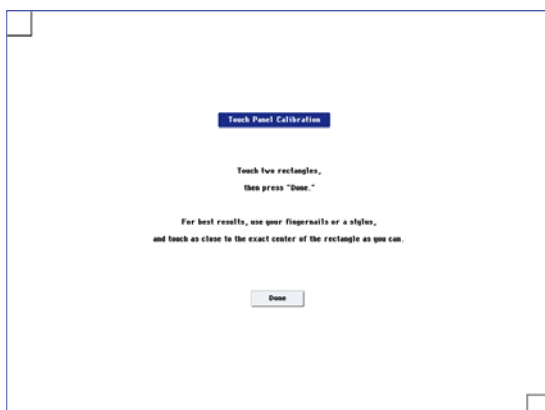 Touch Panel Calibration
Touch two rectangles,
then press "Done."
For best results, use your fingernails or a stylus,
and touch as close to the exact center of the rectangle as you can.
Done